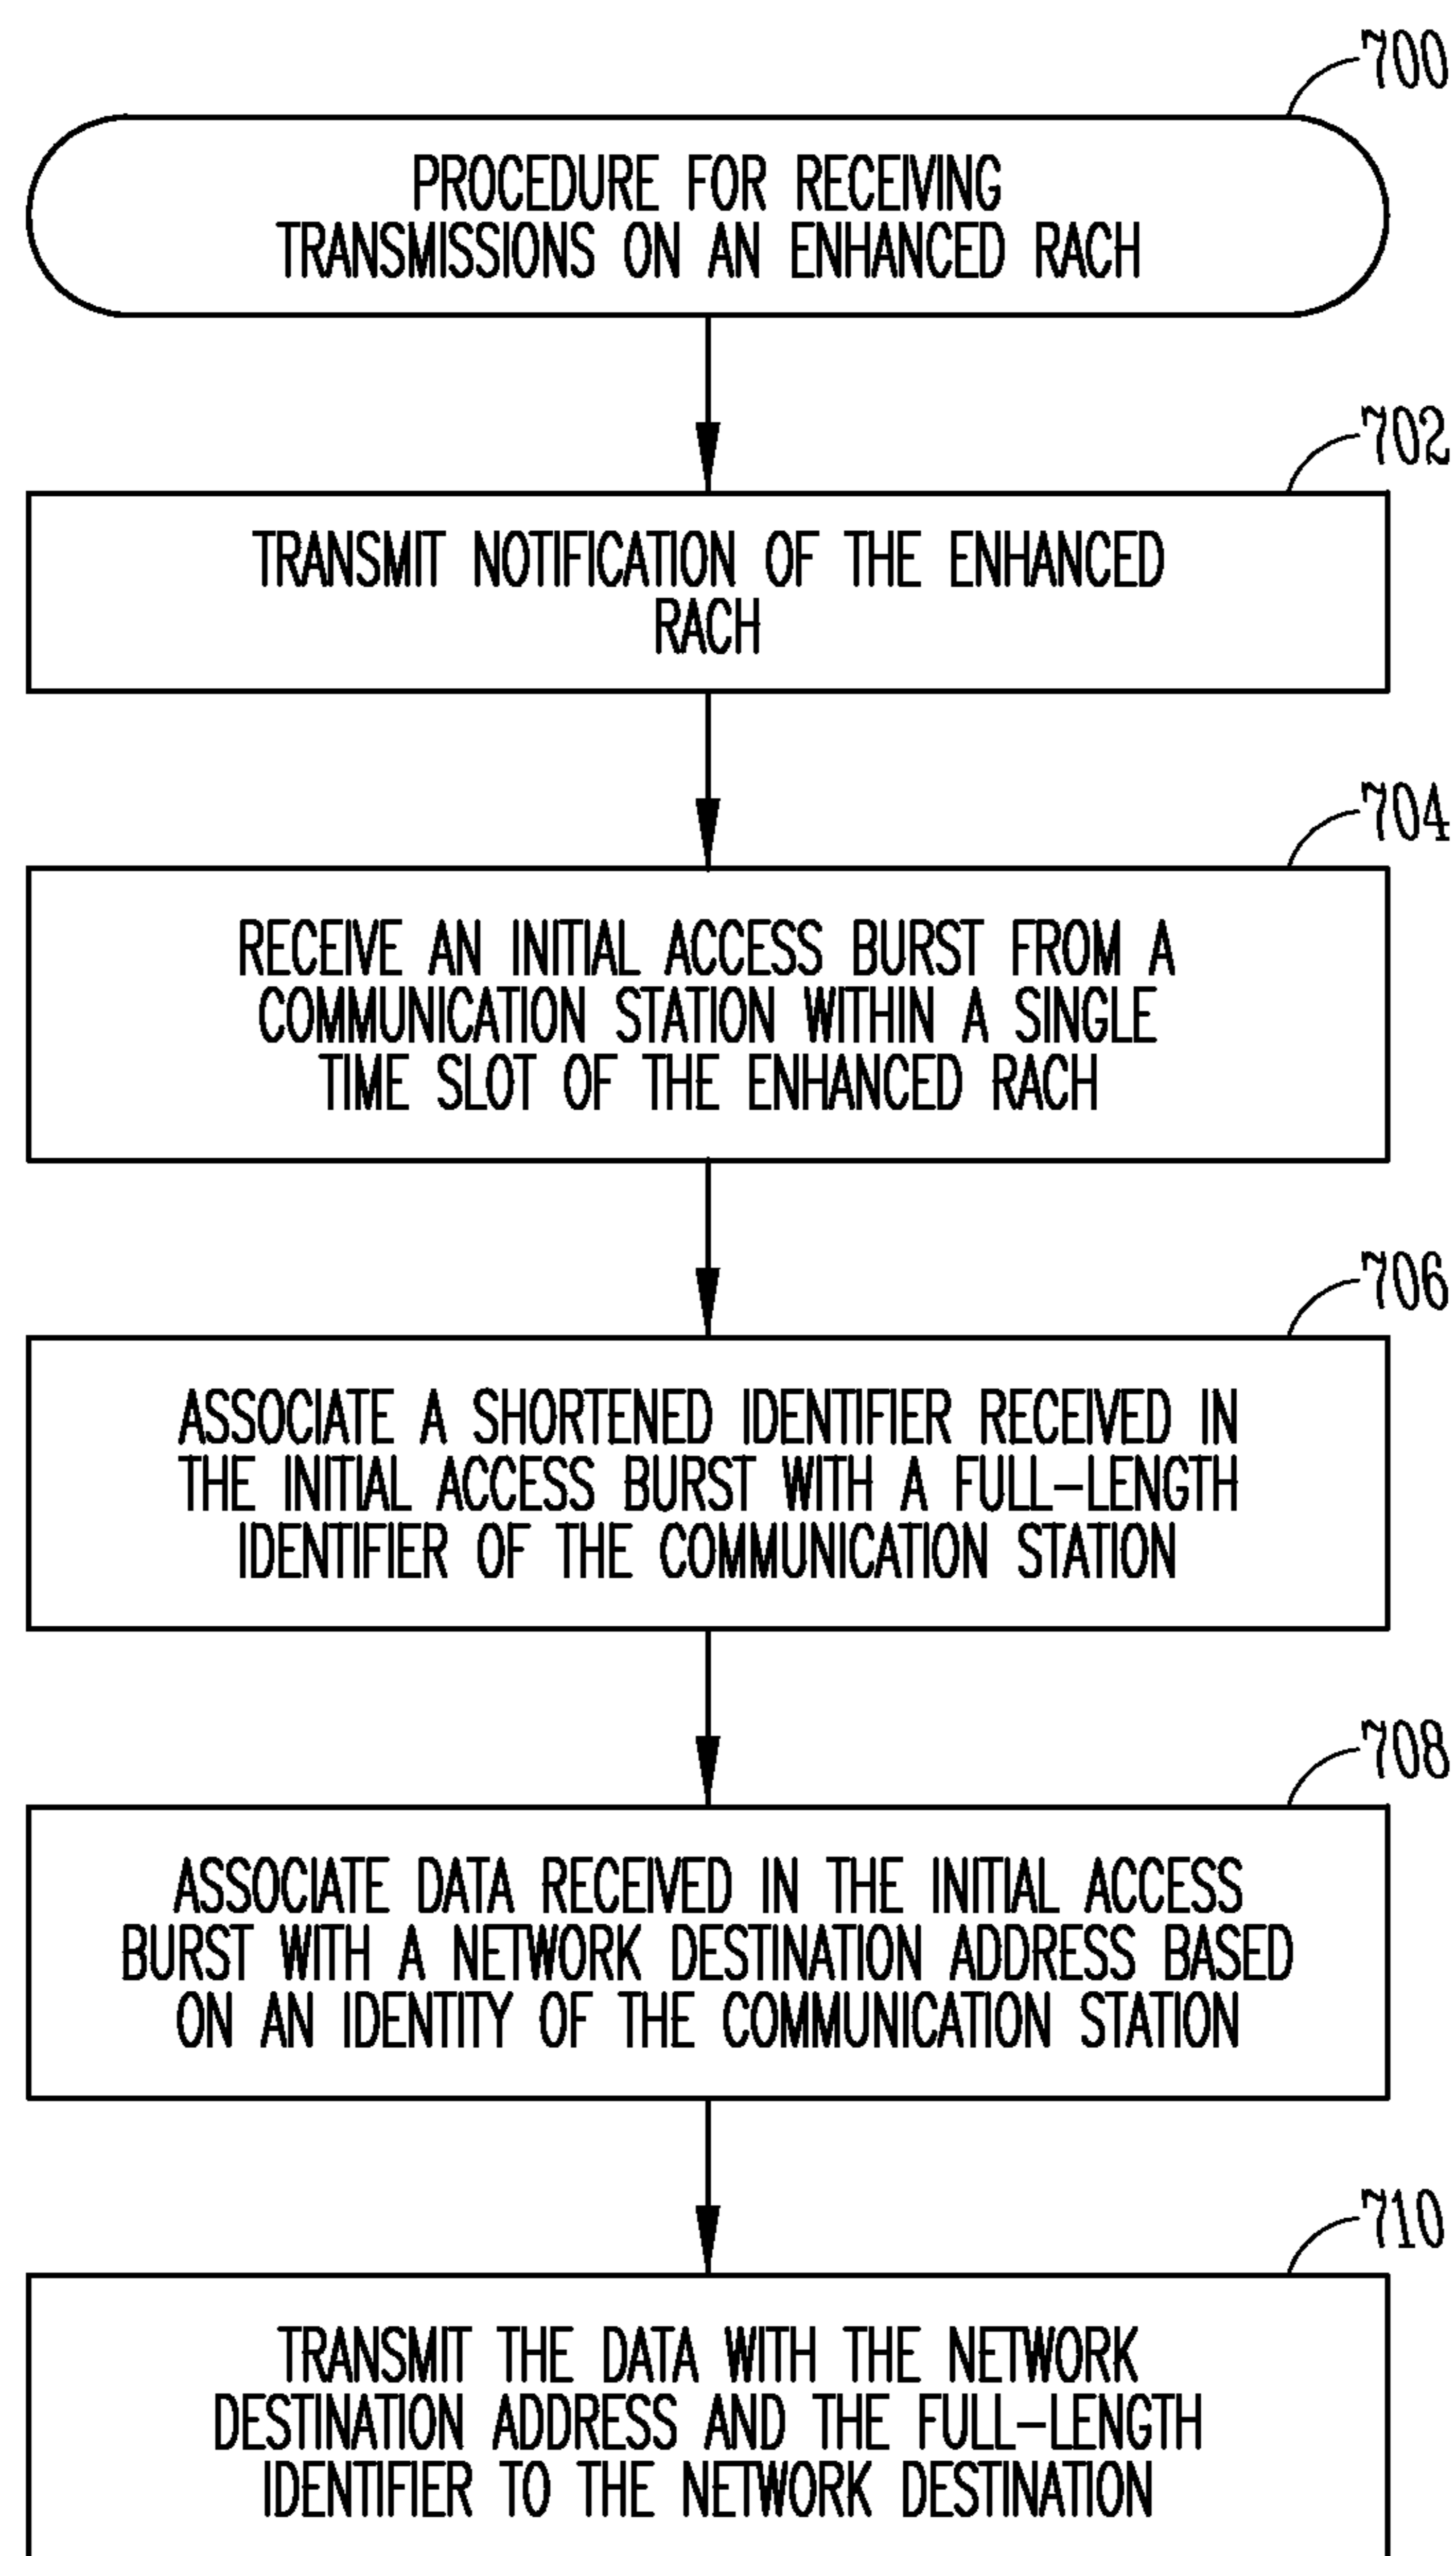 700
PROCEDURE FOR RECEIVING
TRANSMISSIONS ON AN ENHANCED RACH
702
TRANSMIT NOTIFICATION OF THE ENHANCED
RACH
704
RECEIVE AN INITIAL ACCESS BURST FROM A
COMMUNICATION STATION WITHIN A SINGLE
TIME SLOT OF THE ENHANCED RACH
706
ASSOCIATE A SHORTENED IDENTIFIER RECEIVED IN
THE INITIAL ACCESS BURST WITH A FULL-LENGTH
IDENTIFIER OF THE COMMUNICATION STATION
708
ASSOCIATE DATA RECEIVED IN THE INITIAL ACCESS
BURST WITH A NETWORK DESTINATION ADDRESS BASED
ON AN IDENTITY OF THE COMMUNICATION STATION
710
TRANSMIT THE DATA WITH THE NETWORK
DESTINATION ADDRESS AND THE FULL-LENGTH
IDENTIFIER TO THE NETWORK DESTINATION